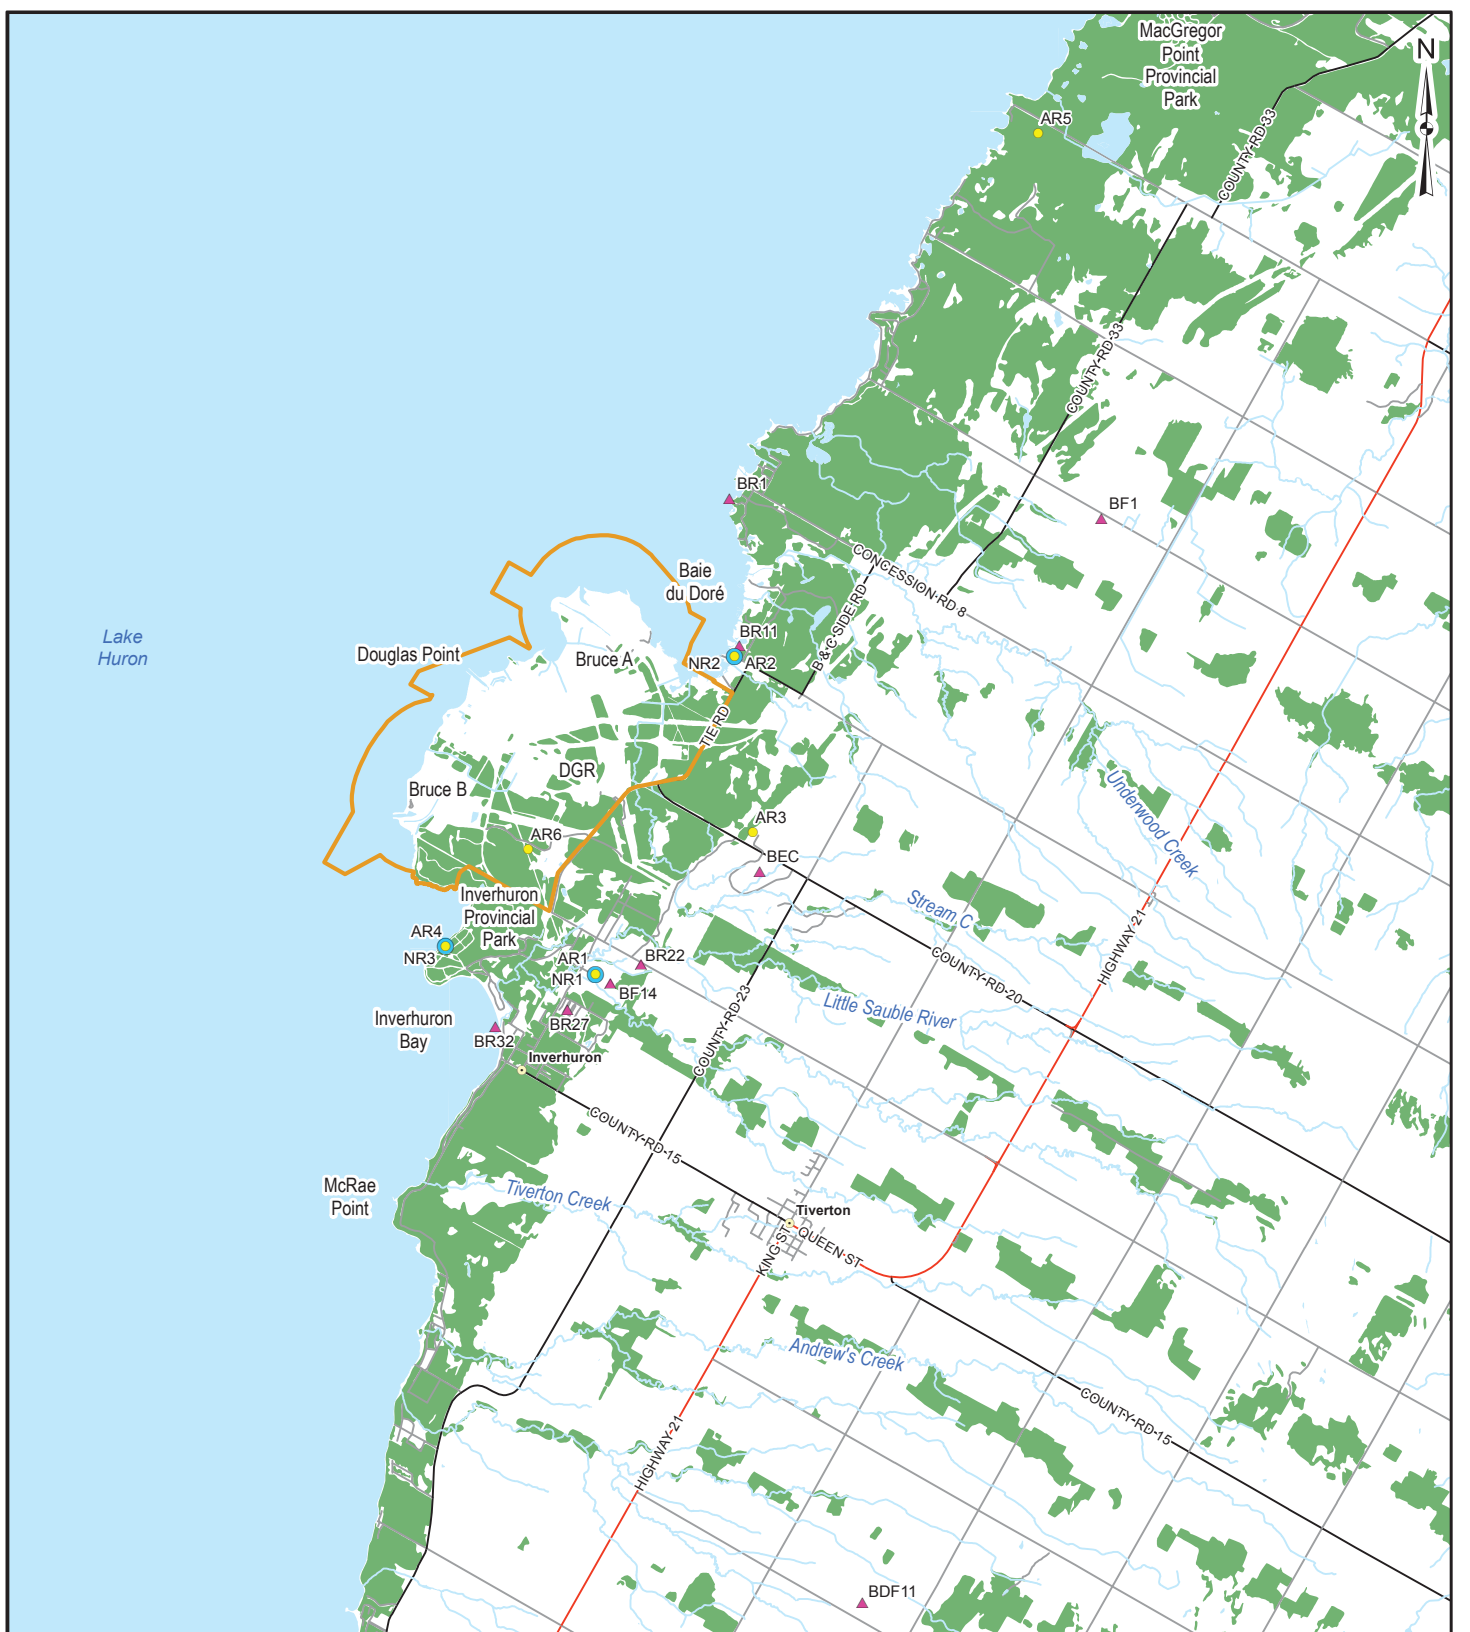 MacGregor
Point
Provincial
Park
N
AR5
COUNTY-RD-33
COUNTY-RD-33
BR1
BF1
CONCESSION-RD 8
Baie
du Doré
B & C SIDE RD
Lake
Huron
Douglas Point
Bruce A
BR11
NR2
AR2
TIE RD
DGR
Bruce B
Underwood Creek
AR3
AR6
BEC
Inverhuron
Provincial
Park
Stream C
HIGHWAY-21
AR4
NR3
AR1
NR1
BR22
BF14
COUNTY-RD-20
COUNTY-RD-23
Little Sauble River
Inverhuron
Bay
BR27
BR32
Inverhuron
COUNTY-RD-15
McRae
Point
Tiverton Creek
Tiverton
KING ST
QUEEN ST
Andrew's Creek
COUNTY-RD-15
HIGHWAY-21
BDF11